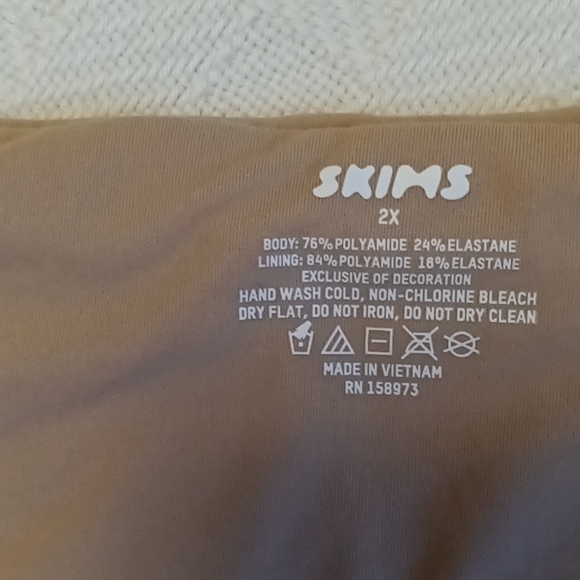 SKIMS
2X
BODY: 76% POLYAMIDE 24% ELASTANE
LINING: 84% POLYAMIDE 16% ELASTANE
EXCLUSIVE OF DECORATION
HAND WASH COLD, NON-CHLORINE BLEACH
DRY FLAT, DO NOT IRON, DO NOT DRY CLEAN
MADE IN VIETNAM
RN 158973